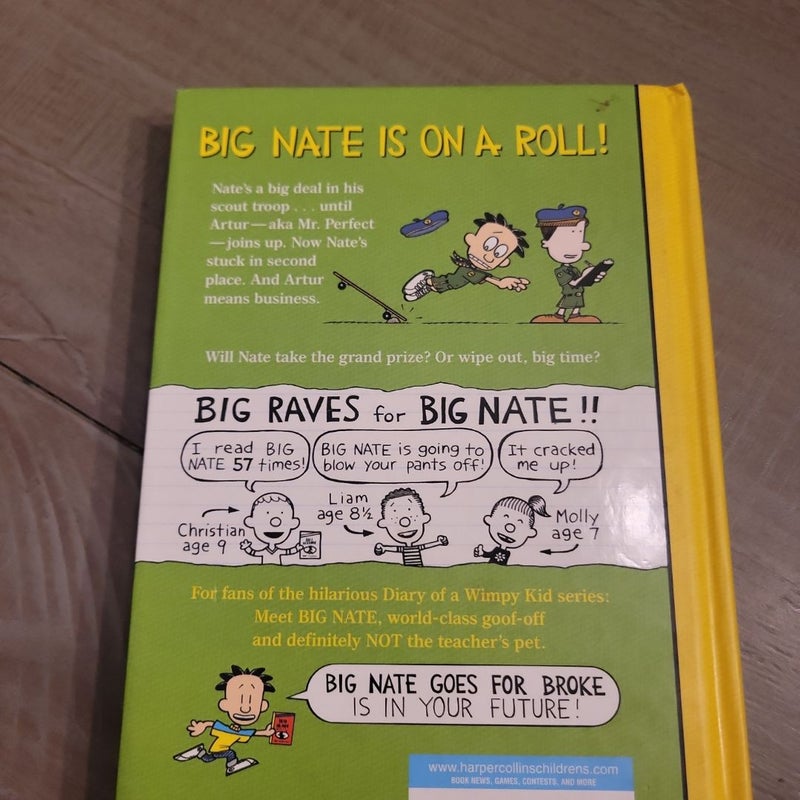 BIG NATE IS ON A ROLL!
Nate's a big deal in his
scout troop . . . until
Artur—aka Mr. Perfect
—joins up. Now Nate's
stuck in second
place. And Artur
means business.
Will Nate take the grand prize? Or wipe out, big time?
BIG RAVES for BIG NATE!!
I read BIG
NATE 57 times!
BIG NATE is going to
blow your pants off!
It cracked
me up!
Christian
age 9
Liam
age 8½
Molly
age 7
For fans of the hilarious Diary of a Wimpy Kid series:
Meet BIG NATE, world-class goof-off
and definitely NOT the teacher's pet.
BIG NATE GOES FOR BROKE
IS IN YOUR FUTURE!
www.harpercollinschildrens.com
BOOK NEWS, GAMES, CONTESTS, AND MORE